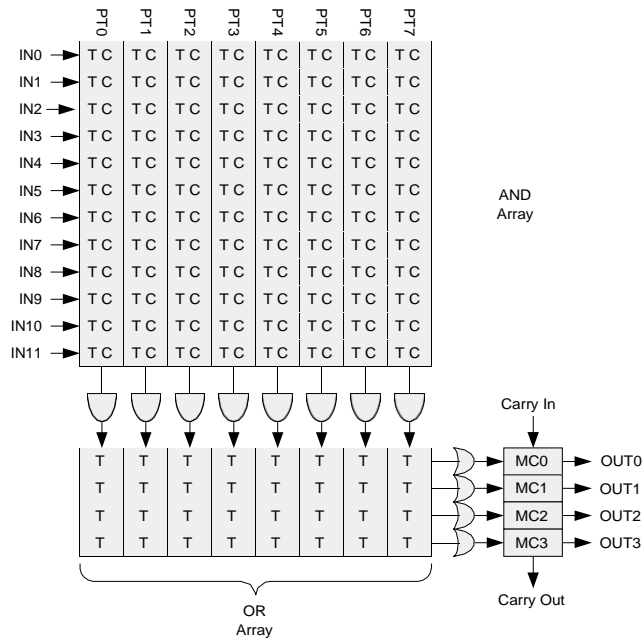 PT0 PT1 PT2 PT3 PT4 PT5 PT6 PT7
IN0 T C T C T C T C T C T C T C T C
IN1 T C T C T C T C T C T C T C T C
IN2 T C T C T C T C T C T C T C T C
IN3 T C T C T C T C T C T C T C T C
IN4 T C T C T C T C T C T C T C T C
IN5 T C T C T C T C T C T C T C T C
IN6 T C T C T C T C T C T C T C T C
IN7 T C T C T C T C T C T C T C T C
IN8 T C T C T C T C T C T C T C T C
IN9 T C T C T C T C T C T C T C T C
IN10 T C T C T C T C T C T C T C T C
IN11 T C T C T C T C T C T C T C T C
AND
Array
Carry In
T T T T T T T T MC0 OUT0
T T T T T T T T MC1 OUT1
T T T T T T T T MC2 OUT2
T T T T T T T T MC3 OUT3
Carry Out
OR
Array